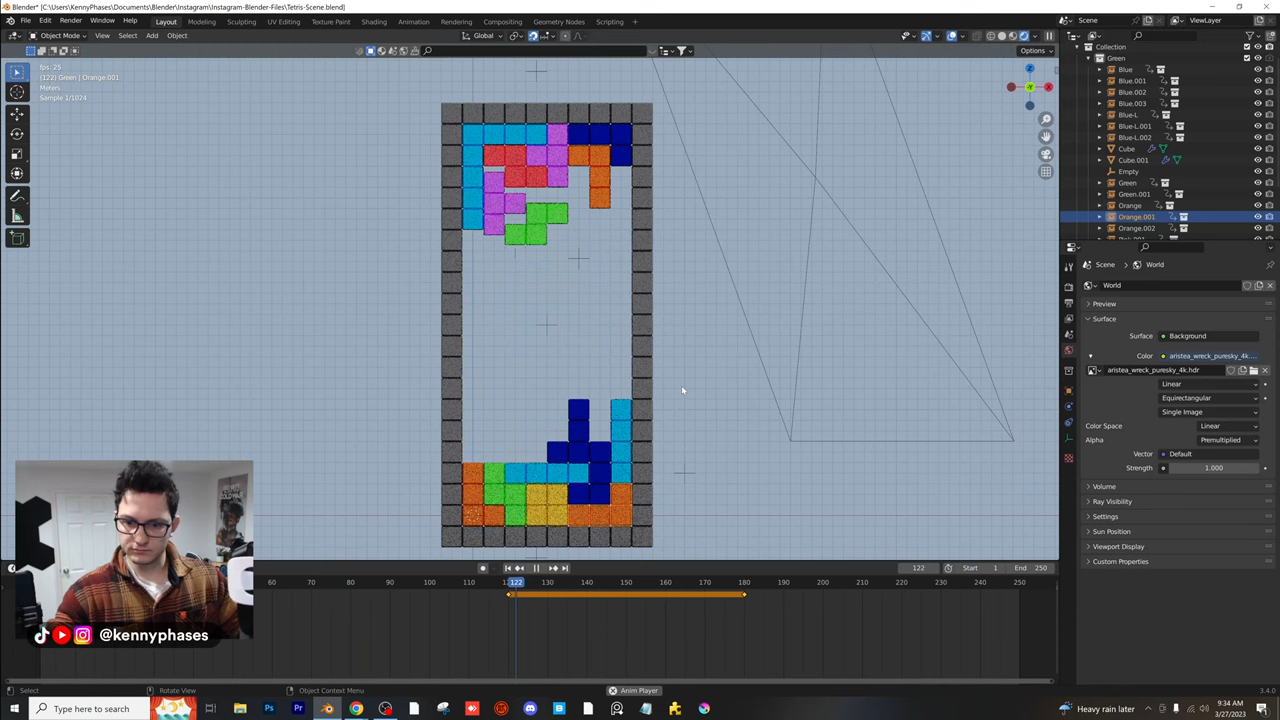 Blender* [C:\Users\KennyPhases\Documents\Blender\Instagram\Instagram-Blender-Files\Tetris-Scene.blend]
File Edit Render Window Help Layout Modeling Sculpting UV Editing Texture Paint Shading Animation Rendering Compositing Geometry Nodes Scripting Scene ViewLayer
Object Mode View Select Add Object Global
Options
fps: 25
(122) Green | Orange.001
Meters
Sample 1/1024
Z
-Y
X
Collection
Green
Blue
Blue.001
Blue.002
Blue.003
Blue-L
Blue-L.001
Blue-L.002
Cube
Cube.001
Empty
Green
Green.001
Orange
Orange.001
Orange.002
Scene World
World
Preview
Surface
Surface Background
Color aristea_wreck_puresky_4k....
aristea_wreck_puresky_4k.hdr
Linear
Equirectangular
Single Image
Color Space Linear
Alpha Premultiplied
Vector Default
Strength 1.000
Volume
Ray Visibility
Settings
Sun Position
Viewport Display
Custom Properties
122 Start 1 End 250
60 70 80 90 100 110 122 130 140 150 160 170 180 190 200 210 220 230 240 250
@kennyphases
Select Rotate View Object Context Menu Anim Player 3.4.0
Type here to search Heavy rain later 9:34 AM
3/27/2023